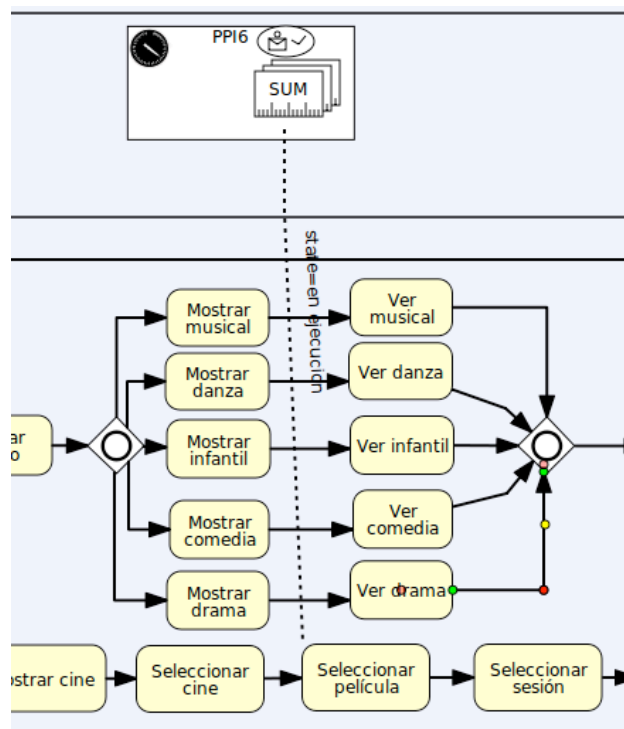 PPI6
SUM
state=en ejecución
Mostrar
musical
Ver
musical
Mostrar
danza
Ver danza
ar
o
Mostrar
infantil
Ver infantil
Mostrar
comedia
Ver
comedia
Mostrar
drama
Ver drama
ostrar cine
Seleccionar
cine
Seleccionar
película
Seleccionar
sesión